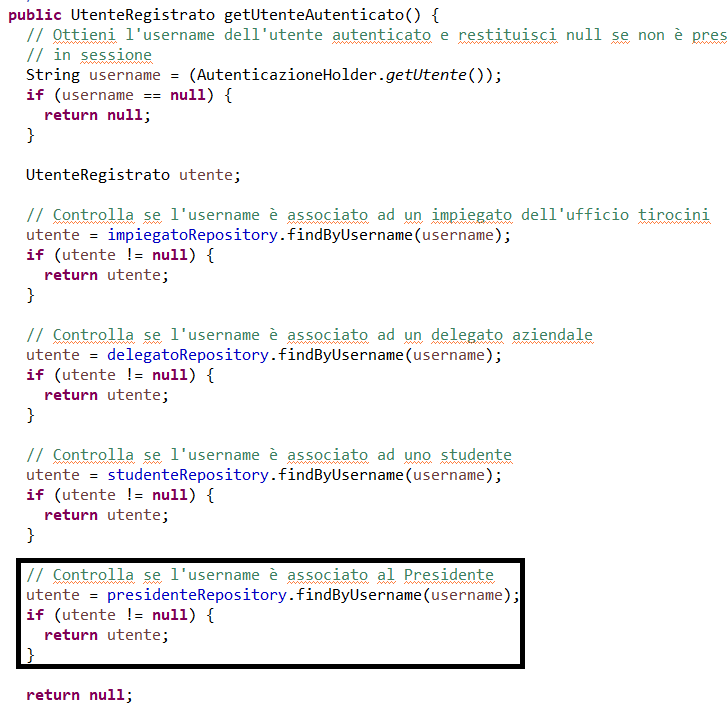 public UtenteRegistrato getUtenteAutenticato() {
// Ottieni l'username dell'utente autenticato e restituisci null se non è pres
// in sessione
String username = (AutenticazioneHolder.getUtente());
if (username == null) {
return null;
}
UtenteRegistrato utente;
// Controlla se l'username è associato ad un impiegato dell'ufficio tirocini
utente = impiegatoRepository.findByUsername(username);
if (utente != null) {
return utente;
}
// Controlla se l'username è associato ad un delegato aziendale
utente = delegatoRepository.findByUsername(username);
if (utente != null) {
return utente;
}
// Controlla se l'username è associato ad uno studente
utente = studenteRepository.findByUsername(username);
if (utente != null) {
return utente;
}
// Controlla se l'username è associato al Presidente
utente = presidenteRepository.findByUsername(username);
if (utente != null) {
return utente;
}
return null;